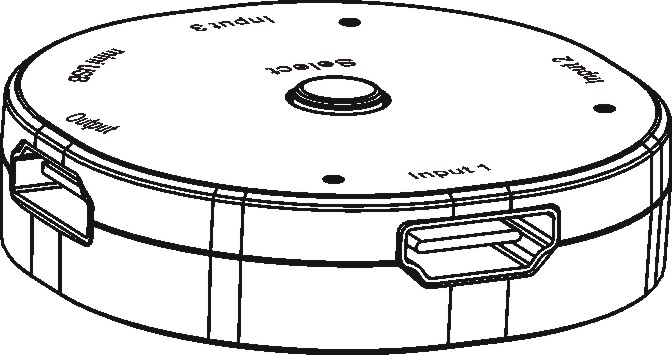 Input 3
mini USB
Select
Input 2
Output
Input 1